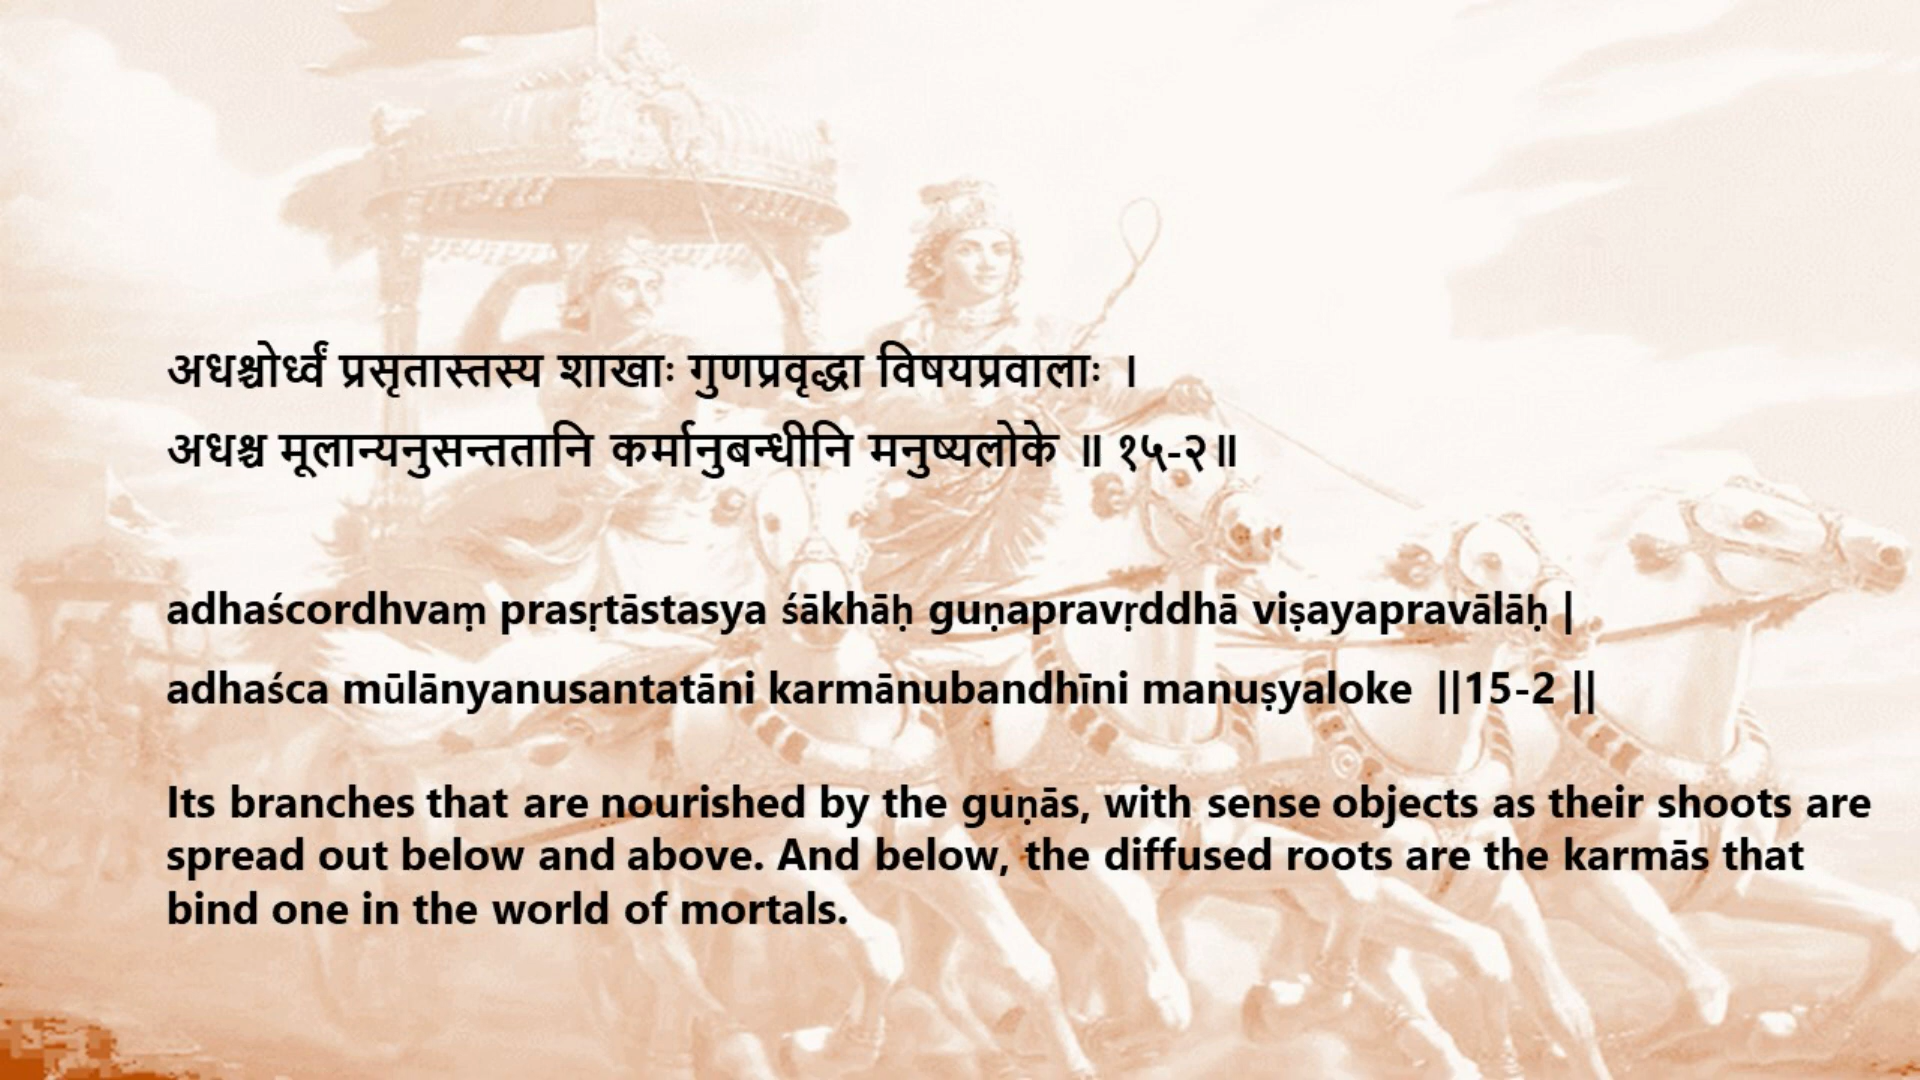 अधश्चोर्ध्वं प्रसृतास्तस्य शाखाः गुणप्रवृद्धा विषयप्रवालाः ।
अधश्च मूलान्यनुसन्ततानि कर्मानुबन्धीनि मनुष्यलोके ॥ १५-२॥
adhaścordhvaṃ prasṛtāstasya śākhāḥ guṇapravṛddhā viṣayapravālāḥ |
adhaśca mūlānyanusantatāni karmānubandhīni manuṣyaloke ||15-2 ||
Its branches that are nourished by the guṇās, with sense objects as their shoots are
spread out below and above. And below, the diffused roots are the karmās that
bind one in the world of mortals.